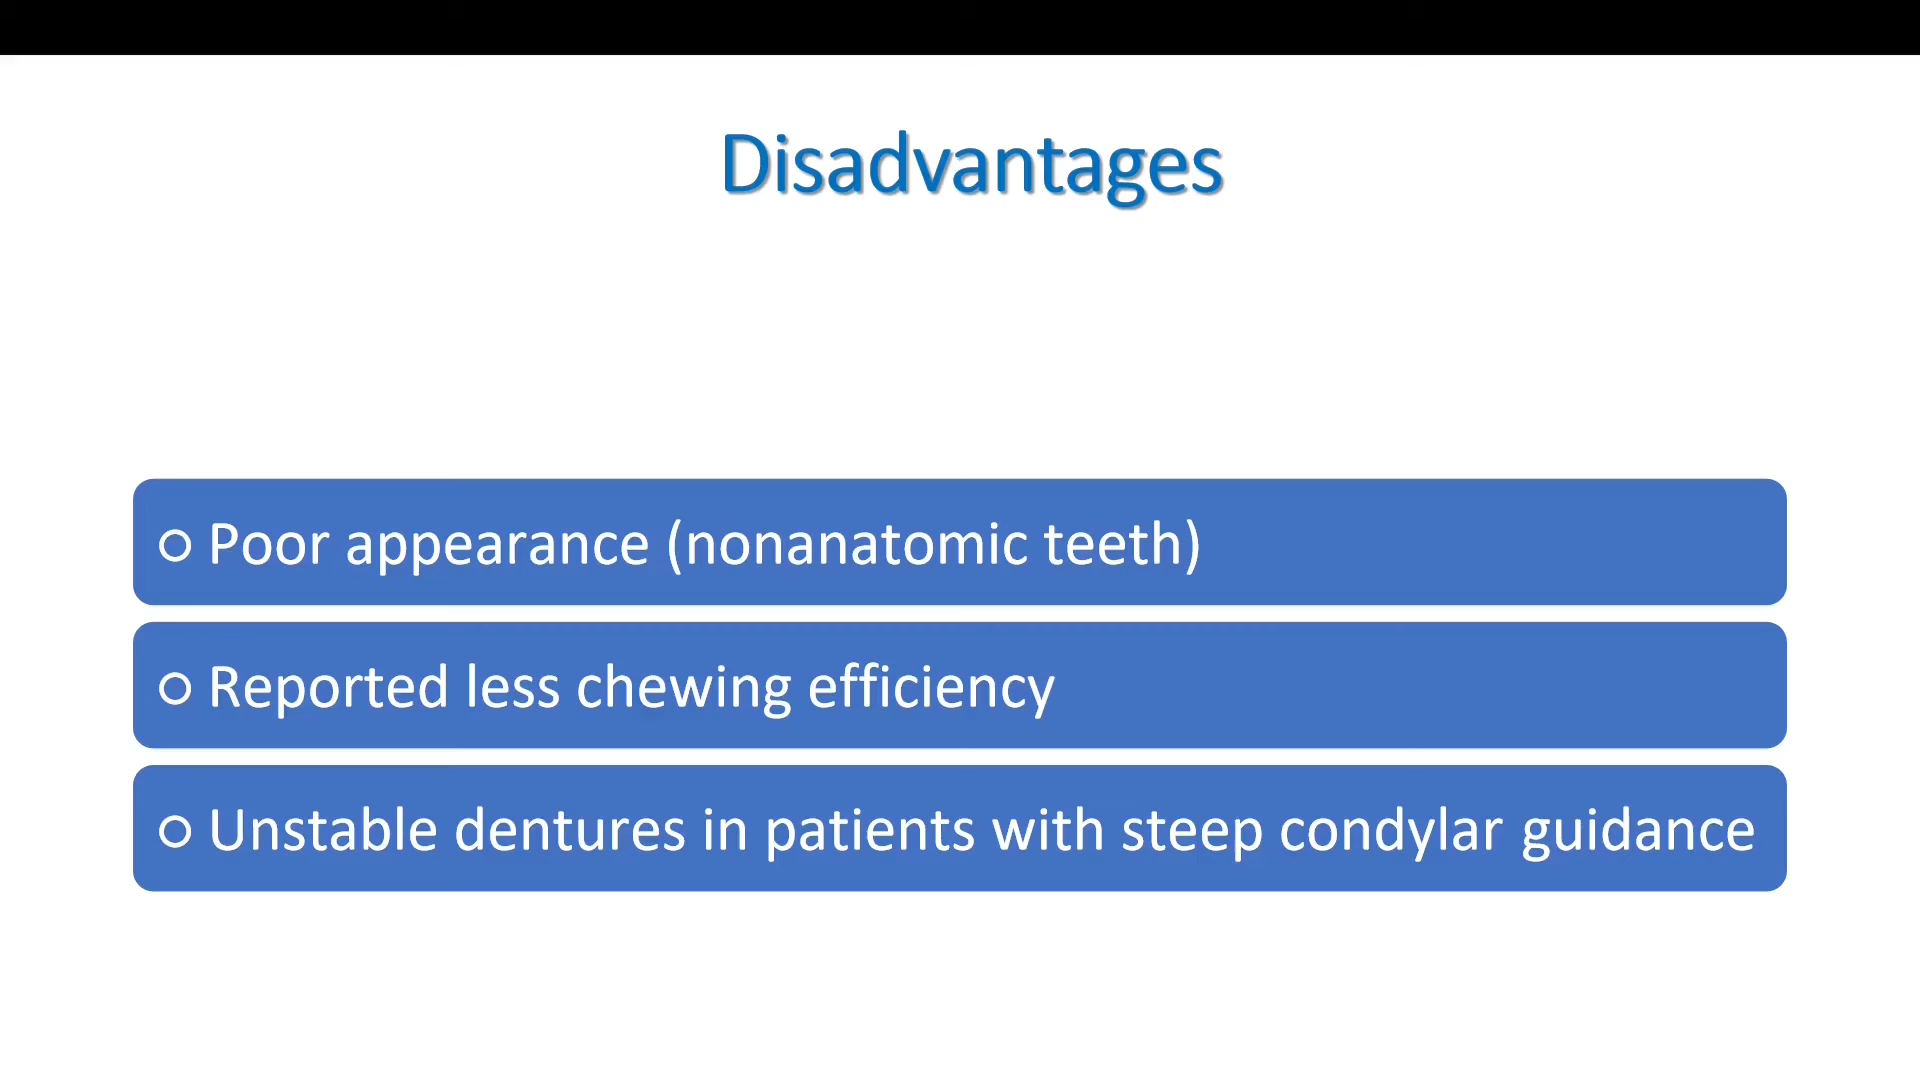 Disadvantages
○ Poor appearance (nonanatomic teeth)
○ Reported less chewing efficiency
○ Unstable dentures in patients with steep condylar guidance